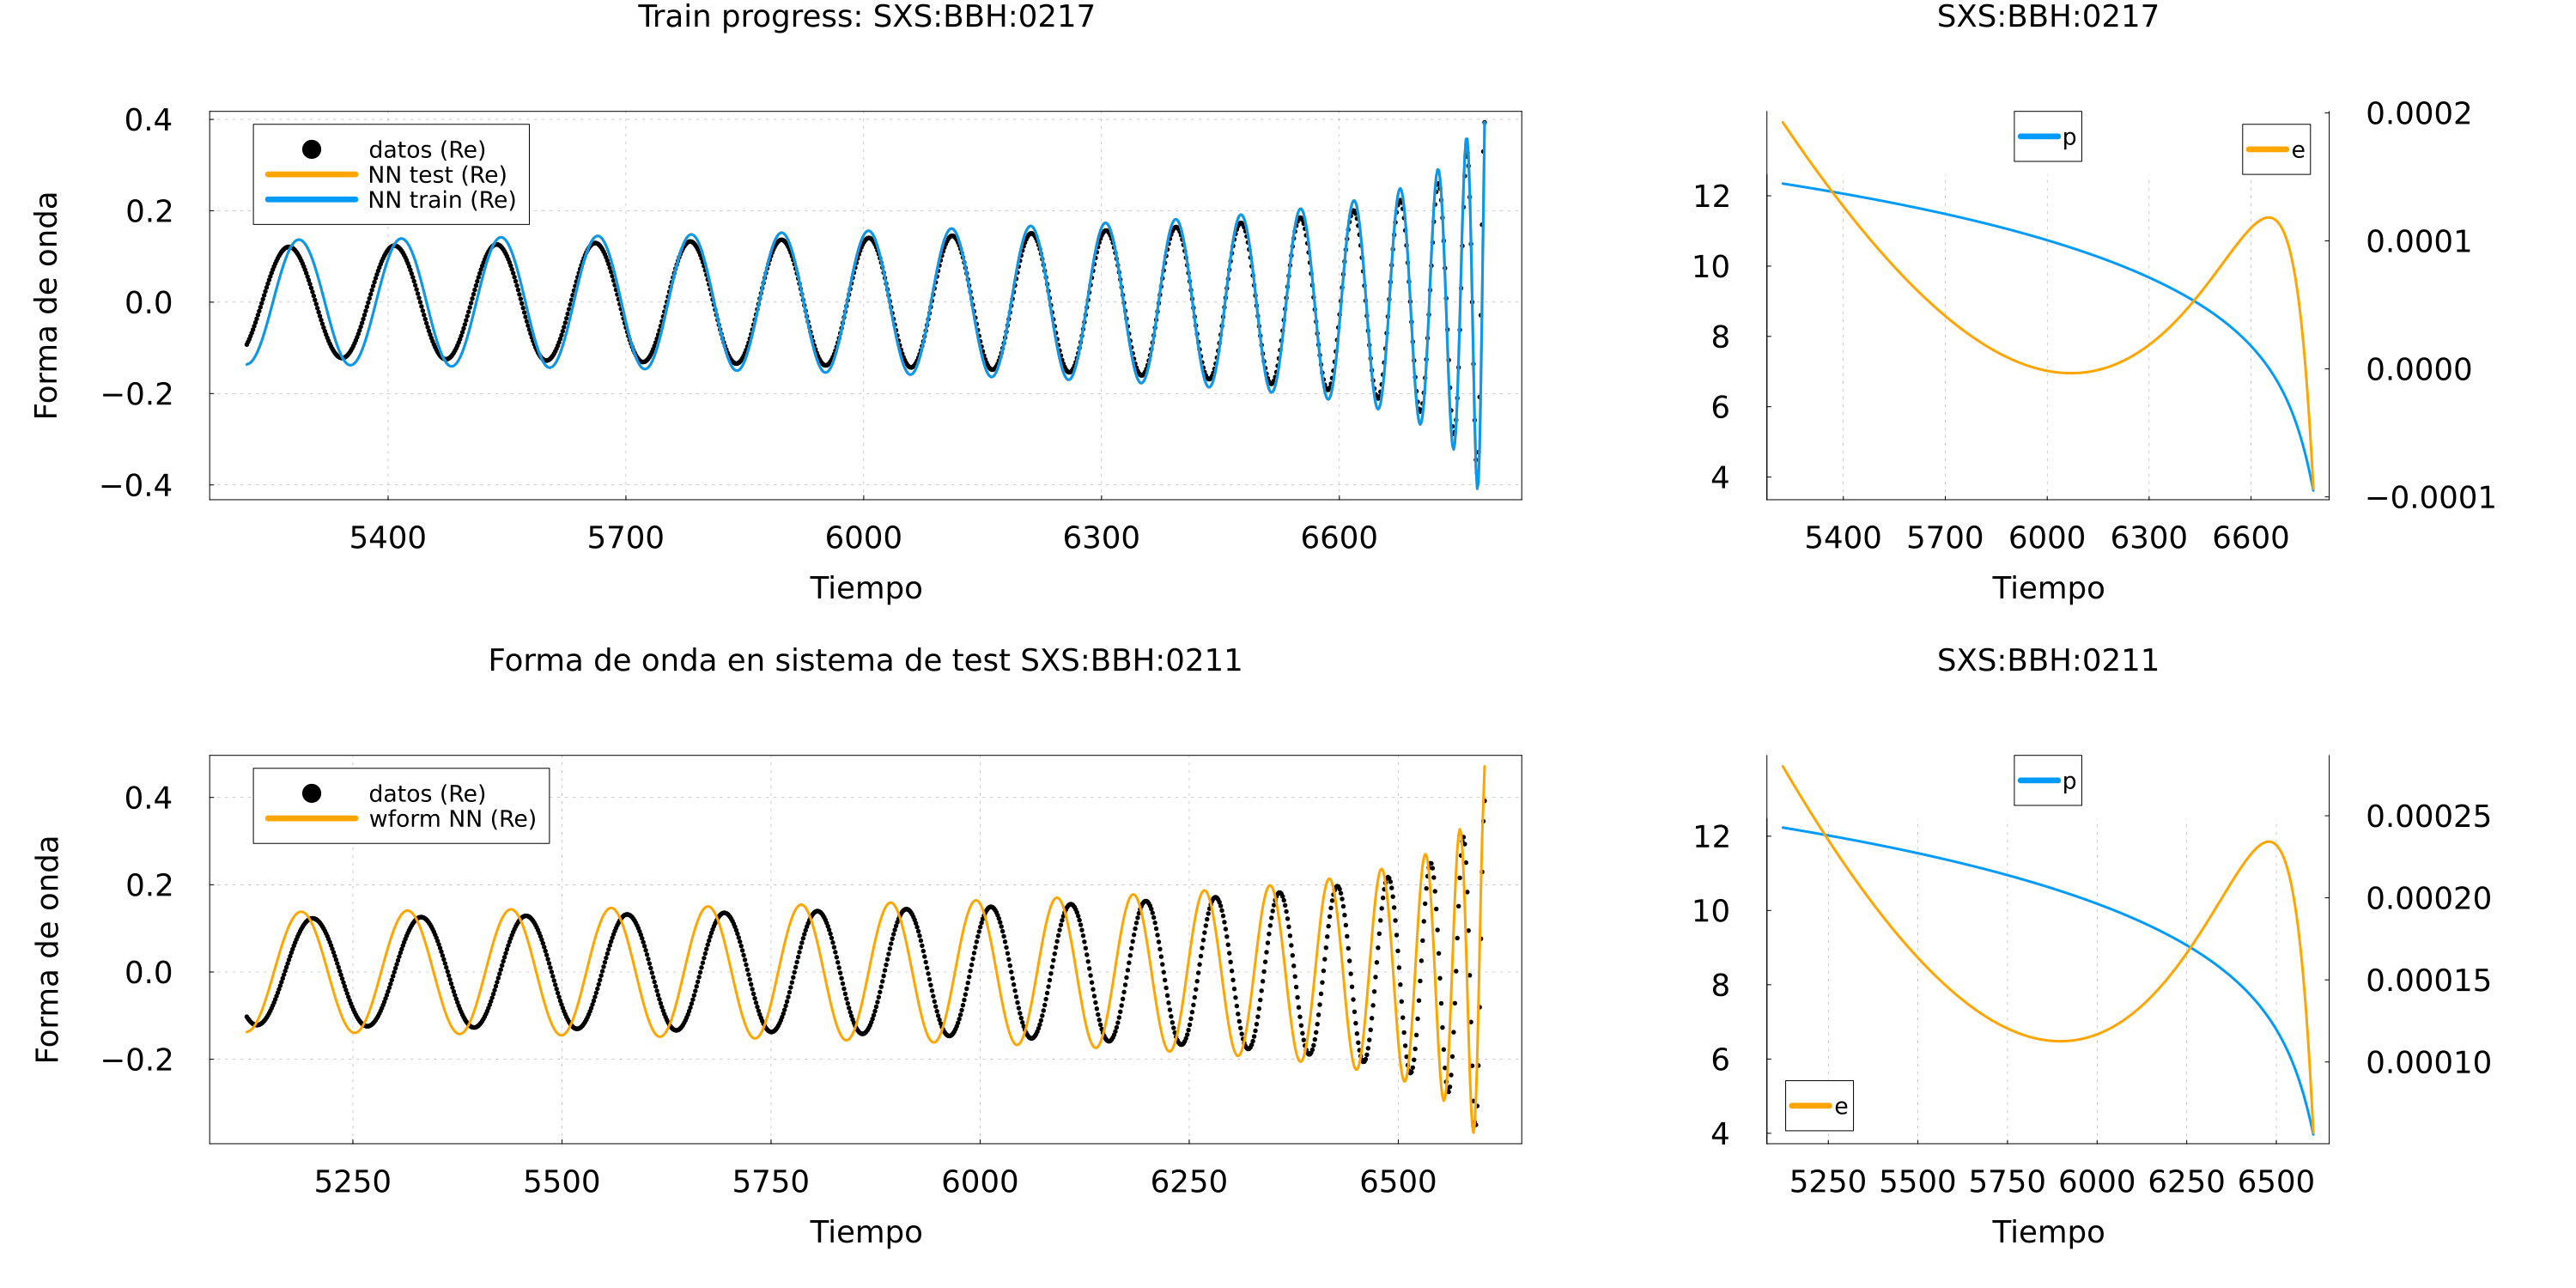 Train progress: SXS:BBH:0217
datos (Re)
NN test (Re)
NN train (Re)
Forma de onda
0.4
0.2
0.0
−0.2
−0.4
5400 5700 6000 6300 6600
Tiempo
SXS:BBH:0217
p
e
12
10
8
6
4
0.0002
0.0001
0.0000
−0.0001
5400 5700 6000 6300 6600
Tiempo
Forma de onda en sistema de test SXS:BBH:0211
datos (Re)
wform NN (Re)
Forma de onda
0.4
0.2
0.0
−0.2
5250 5500 5750 6000 6250 6500
Tiempo
SXS:BBH:0211
p
e
12
10
8
6
4
0.00025
0.00020
0.00015
0.00010
5250 5500 5750 6000 6250 6500
Tiempo